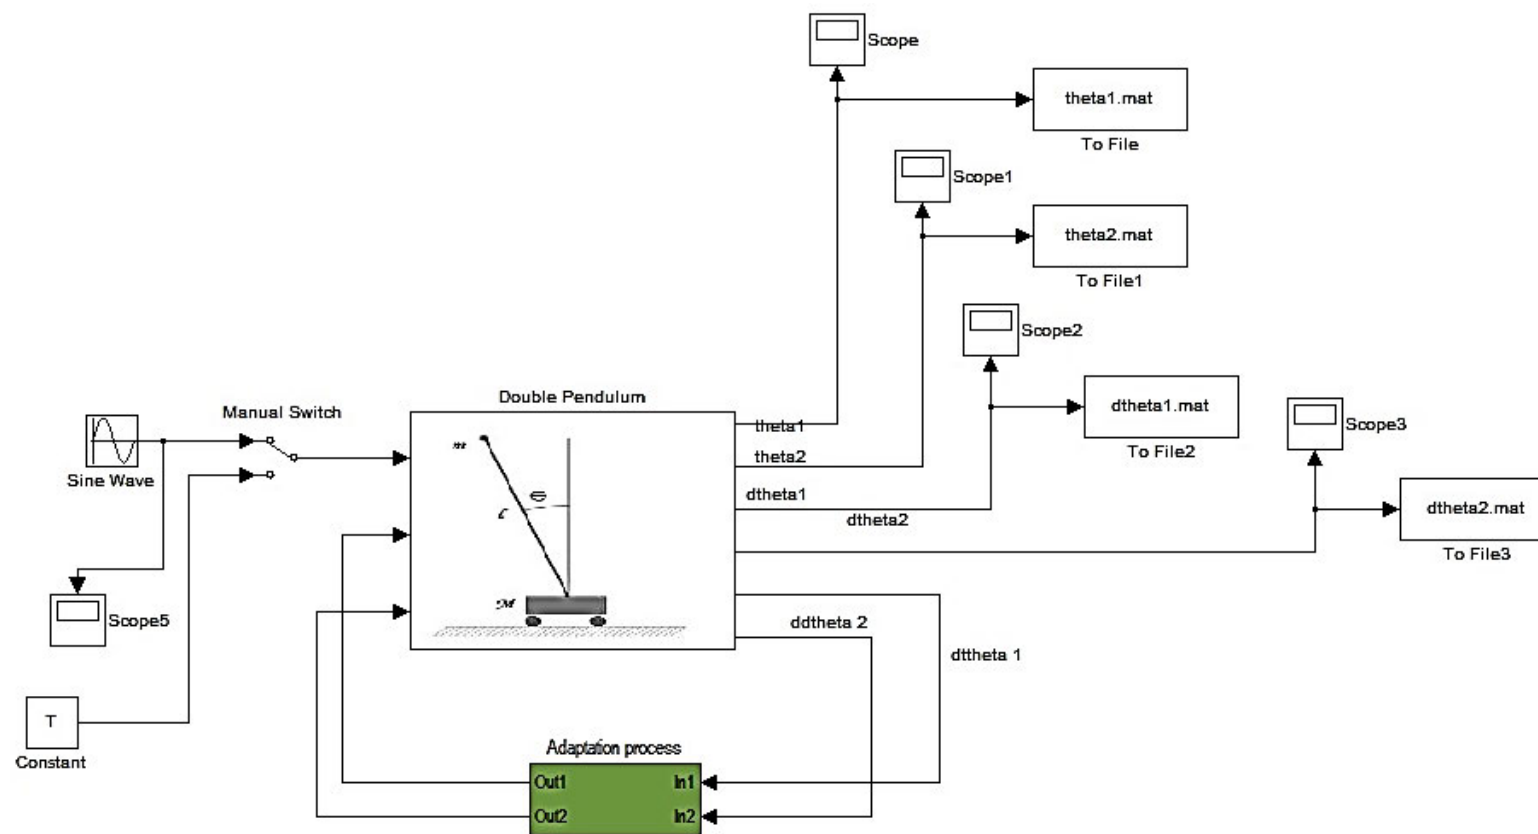 Scope
theta1.mat
To File
Scope1
theta2.mat
To File1
Scope2
dtheta1.mat
To File2
Scope3
dtheta2.mat
To File3
Double Pendulum
Manual Switch
Sine Wave
Scope5
T
Constant
m
Θ
ℓ
M
theta1
theta2
dtheta1
dtheta2
ddtheta 2
dttheta 1
Adaptation process
Out1
In1
Out2
In2